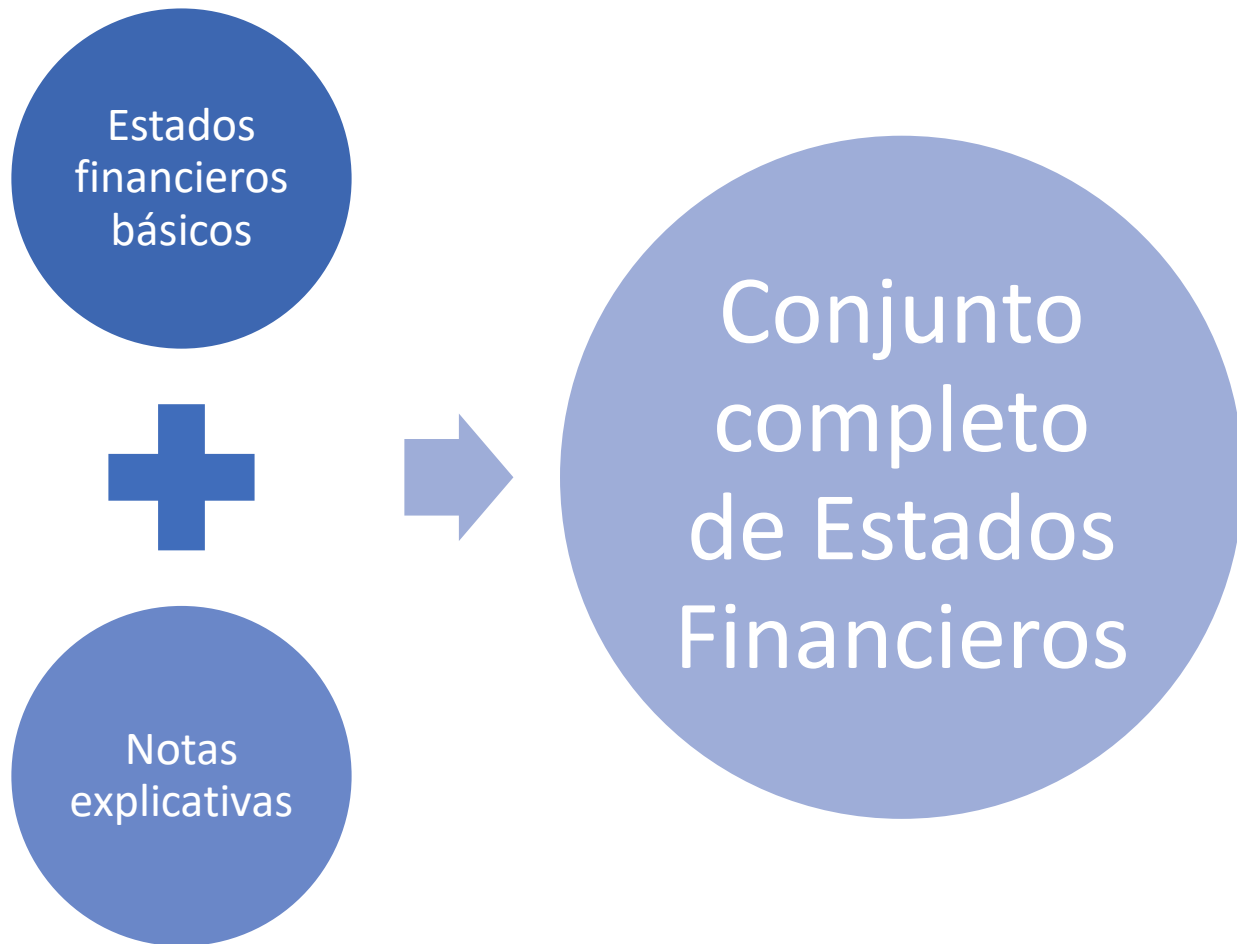 Estados
financieros
básicos
Notas
explicativas
Conjunto
completo
de Estados
Financieros